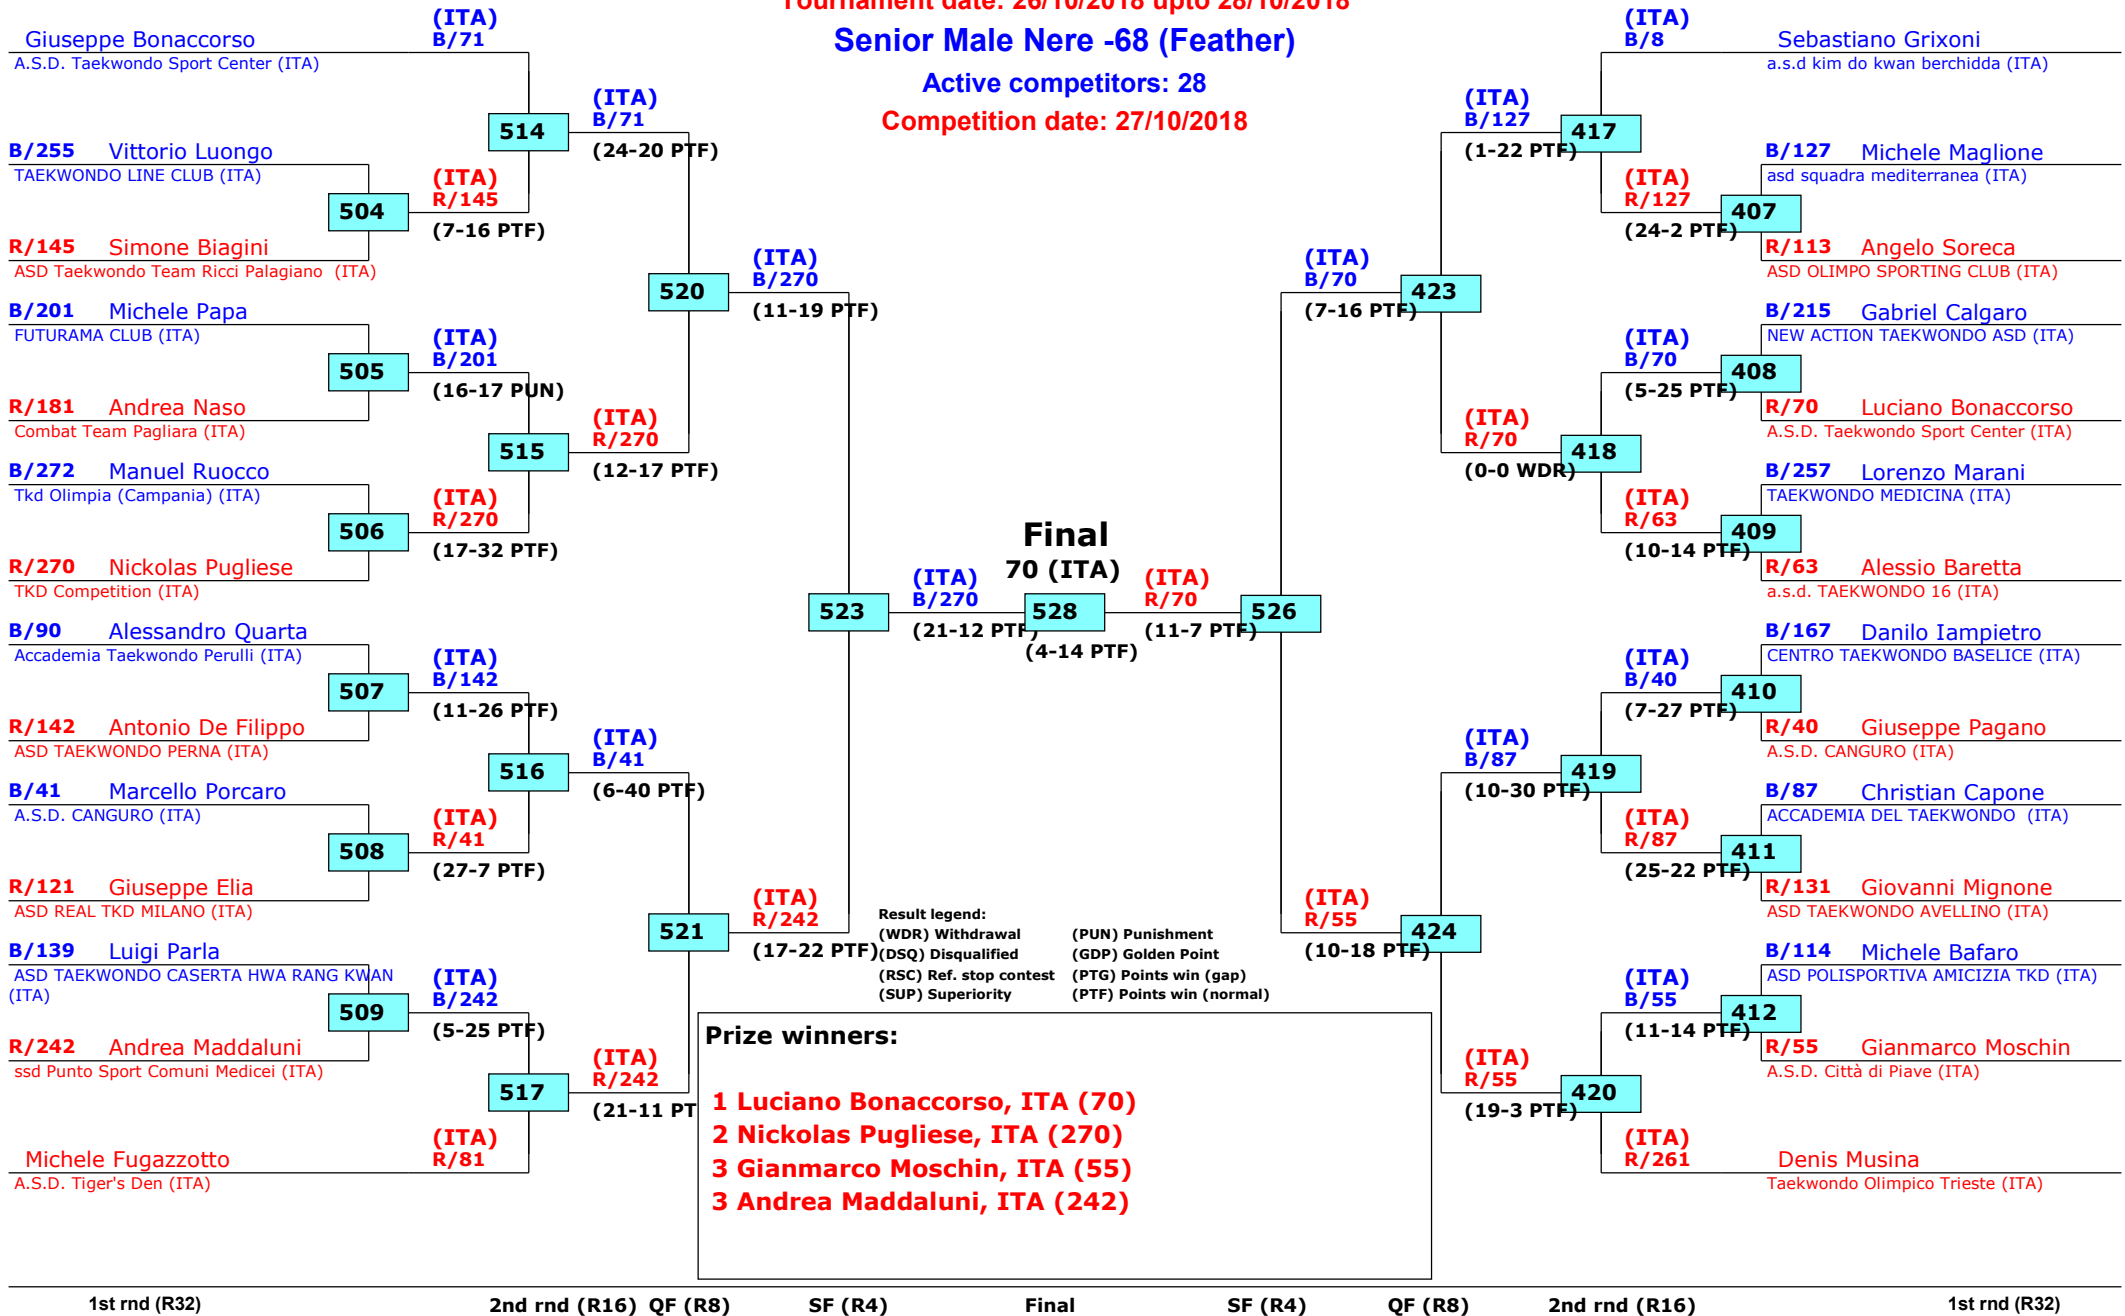 Tournament date: 26/10/2018 upto 28/10/2018
Senior Male Nere -68 (Feather)
Active competitors: 28
Competition date: 27/10/2018
Giuseppe Bonaccorso
A.S.D. Taekwondo Sport Center (ITA)
(ITA)
B/71
B/255 Vittorio Luongo
TAEKWONDO LINE CLUB (ITA)
504
R/145 Simone Biagini
ASD Taekwondo Team Ricci Palagiano (ITA)
(ITA)
R/145
(7-16 PTF)
514
(ITA)
B/71
(24-20 PTF)
B/201 Michele Papa
FUTURAMA CLUB (ITA)
505
R/181 Andrea Naso
Combat Team Pagliara (ITA)
(ITA)
B/201
(16-17 PUN)
B/272 Manuel Ruocco
Tkd Olimpia (Campania) (ITA)
506
R/270 Nickolas Pugliese
TKD Competition (ITA)
(ITA)
R/270
(17-32 PTF)
515
(ITA)
R/270
(12-17 PTF)
520
(ITA)
B/270
(11-19 PTF)
B/90 Alessandro Quarta
Accademia Taekwondo Perulli (ITA)
507
R/142 Antonio De Filippo
ASD TAEKWONDO PERNA (ITA)
(ITA)
B/142
(11-26 PTF)
B/41 Marcello Porcaro
A.S.D. CANGURO (ITA)
508
R/121 Giuseppe Elia
ASD REAL TKD MILANO (ITA)
(ITA)
R/41
(27-7 PTF)
516
(ITA)
B/41
(6-40 PTF)
B/139 Luigi Parla
ASD TAEKWONDO CASERTA HWA RANG KWAN
(ITA)
509
R/242 Andrea Maddaluni
ssd Punto Sport Comuni Medicei (ITA)
(ITA)
B/242
(5-25 PTF)
Michele Fugazzotto
A.S.D. Tiger's Den (ITA)
(ITA)
R/81
517
(ITA)
R/242
(21-11 PT
521
(ITA)
R/242
(17-22 PTF)
523
(ITA)
B/270
(21-12 PTF)
Final
70 (ITA)
528
(4-14 PTF)
(ITA)
R/70
(11-7 PTF)
526
(ITA)
B/70
(7-16 PTF)
423
(ITA)
B/127
(1-22 PTF)
417
(ITA)
B/8
Sebastiano Grixoni
a.s.d kim do kwan berchidda (ITA)
B/127 Michele Maglione
asd squadra mediterranea (ITA)
(ITA)
R/127
(24-2 PTF)
407
R/113 Angelo Soreca
ASD OLIMPO SPORTING CLUB (ITA)
B/215 Gabriel Calgaro
NEW ACTION TAEKWONDO ASD (ITA)
(ITA)
B/70
(5-25 PTF)
408
R/70 Luciano Bonaccorso
A.S.D. Taekwondo Sport Center (ITA)
(ITA)
R/70
(0-0 WDR)
418
B/257 Lorenzo Marani
TAEKWONDO MEDICINA (ITA)
(ITA)
R/63
(10-14 PTF)
409
R/63 Alessio Baretta
a.s.d. TAEKWONDO 16 (ITA)
B/167 Danilo Iampietro
CENTRO TAEKWONDO BASELICE (ITA)
(ITA)
B/40
(7-27 PTF)
410
R/40 Giuseppe Pagano
A.S.D. CANGURO (ITA)
(ITA)
B/87
(10-30 PTF)
419
B/87 Christian Capone
ACCADEMIA DEL TAEKWONDO (ITA)
(ITA)
R/87
(25-22 PTF)
411
R/131 Giovanni Mignone
ASD TAEKWONDO AVELLINO (ITA)
(ITA)
R/55
(10-18 PTF)
424
B/114 Michele Bafaro
ASD POLISPORTIVA AMICIZIA TKD (ITA)
(ITA)
B/55
(11-14 PTF)
412
R/55 Gianmarco Moschin
A.S.D. Città di Piave (ITA)
(ITA)
R/55
(19-3 PTF)
420
(ITA)
R/261
Denis Musina
Taekwondo Olimpico Trieste (ITA)
Result legend:
(WDR) Withdrawal (PUN) Punishment
(DSQ) Disqualified (GDP) Golden Point
(RSC) Ref. stop contest (PTG) Points win (gap)
(SUP) Superiority (PTF) Points win (normal)
Prize winners:
1 Luciano Bonaccorso, ITA (70)
2 Nickolas Pugliese, ITA (270)
3 Gianmarco Moschin, ITA (55)
3 Andrea Maddaluni, ITA (242)
1st rnd (R32) 2nd rnd (R16) QF (R8) SF (R4) Final SF (R4) QF (R8) 2nd rnd (R16) 1st rnd (R32)